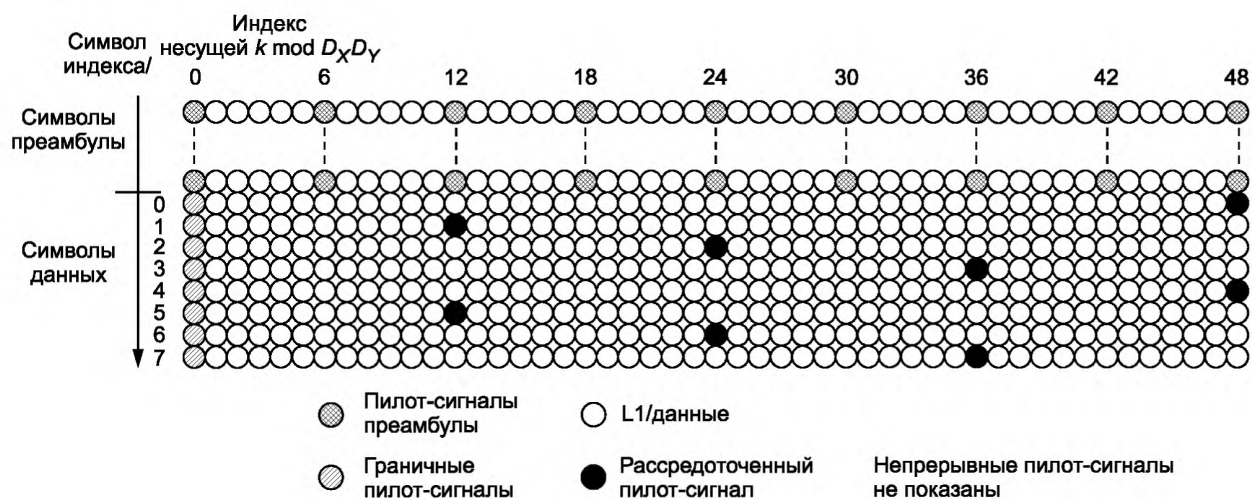 Индекс
несущей k mod DXDY
Символ
индекса/
0 6 12 18 24 30 36 42 48
Символы
преамбулы
0
1
2
3
4
5
6
7
Символы
данных
Пилот-сигналы
преамбулы
L1/данные
Граничные
пилот-сигналы
Рассредоточенный
пилот-сигнал
Непрерывные пилот-сигналы
не показаны